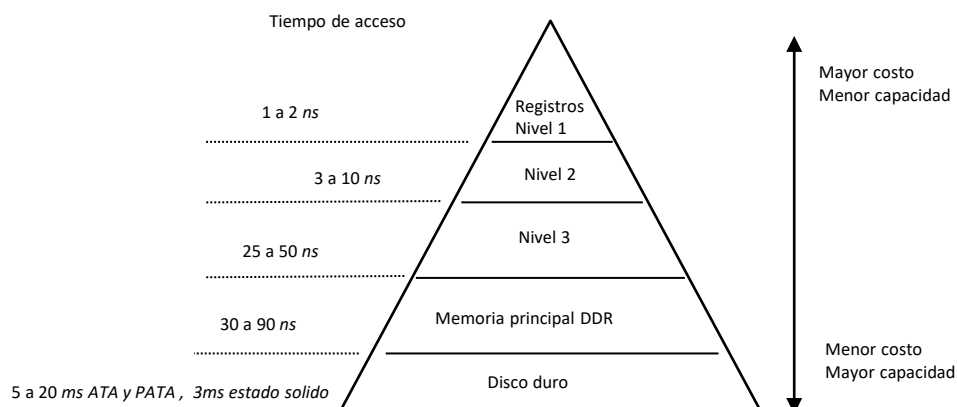 Tiempo de acceso
Mayor costo
Menor capacidad
1 a 2 ns
Registros
Nivel 1
3 a 10 ns
Nivel 2
25 a 50 ns
Nivel 3
30 a 90 ns
Memoria principal DDR
Menor costo
Mayor capacidad
5 a 20 ms ATA y PATA , 3ms estado solido
Disco duro